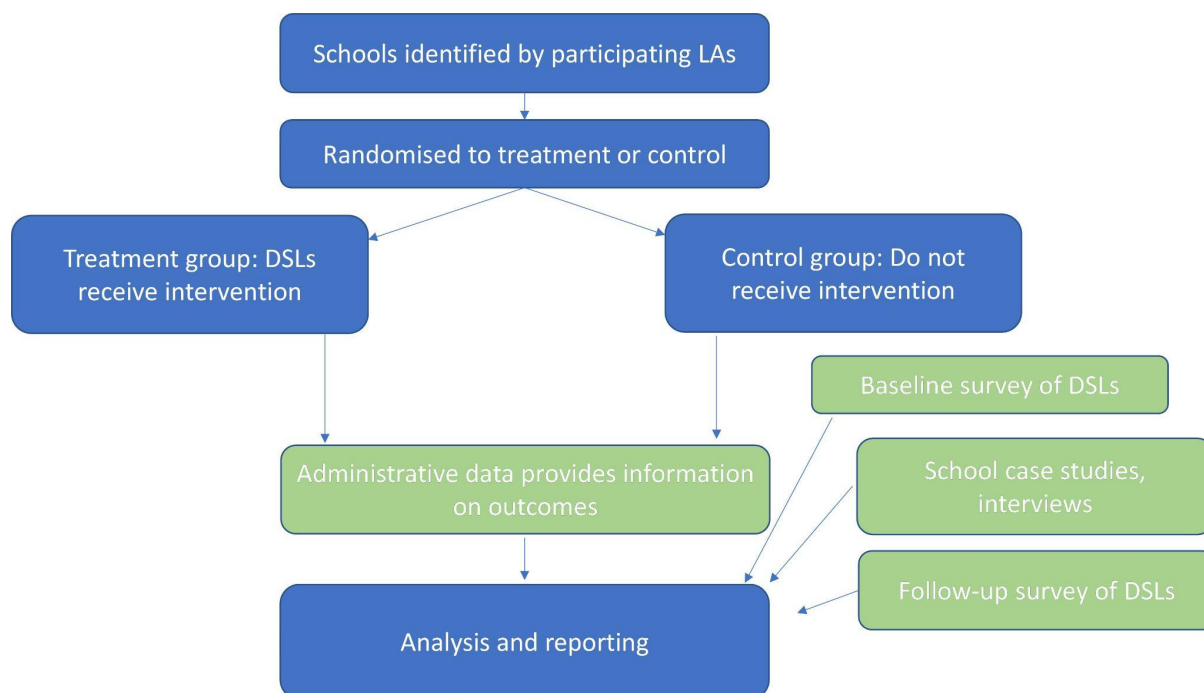 Schools identified by participating LAs
Randomised to treatment or control
Treatment group: DSLs
receive intervention
Control group: Do not
receive intervention
Baseline survey of DSLs
Administrative data provides information
on outcomes
School case studies,
interviews
Follow-up survey of DSLs
Analysis and reporting